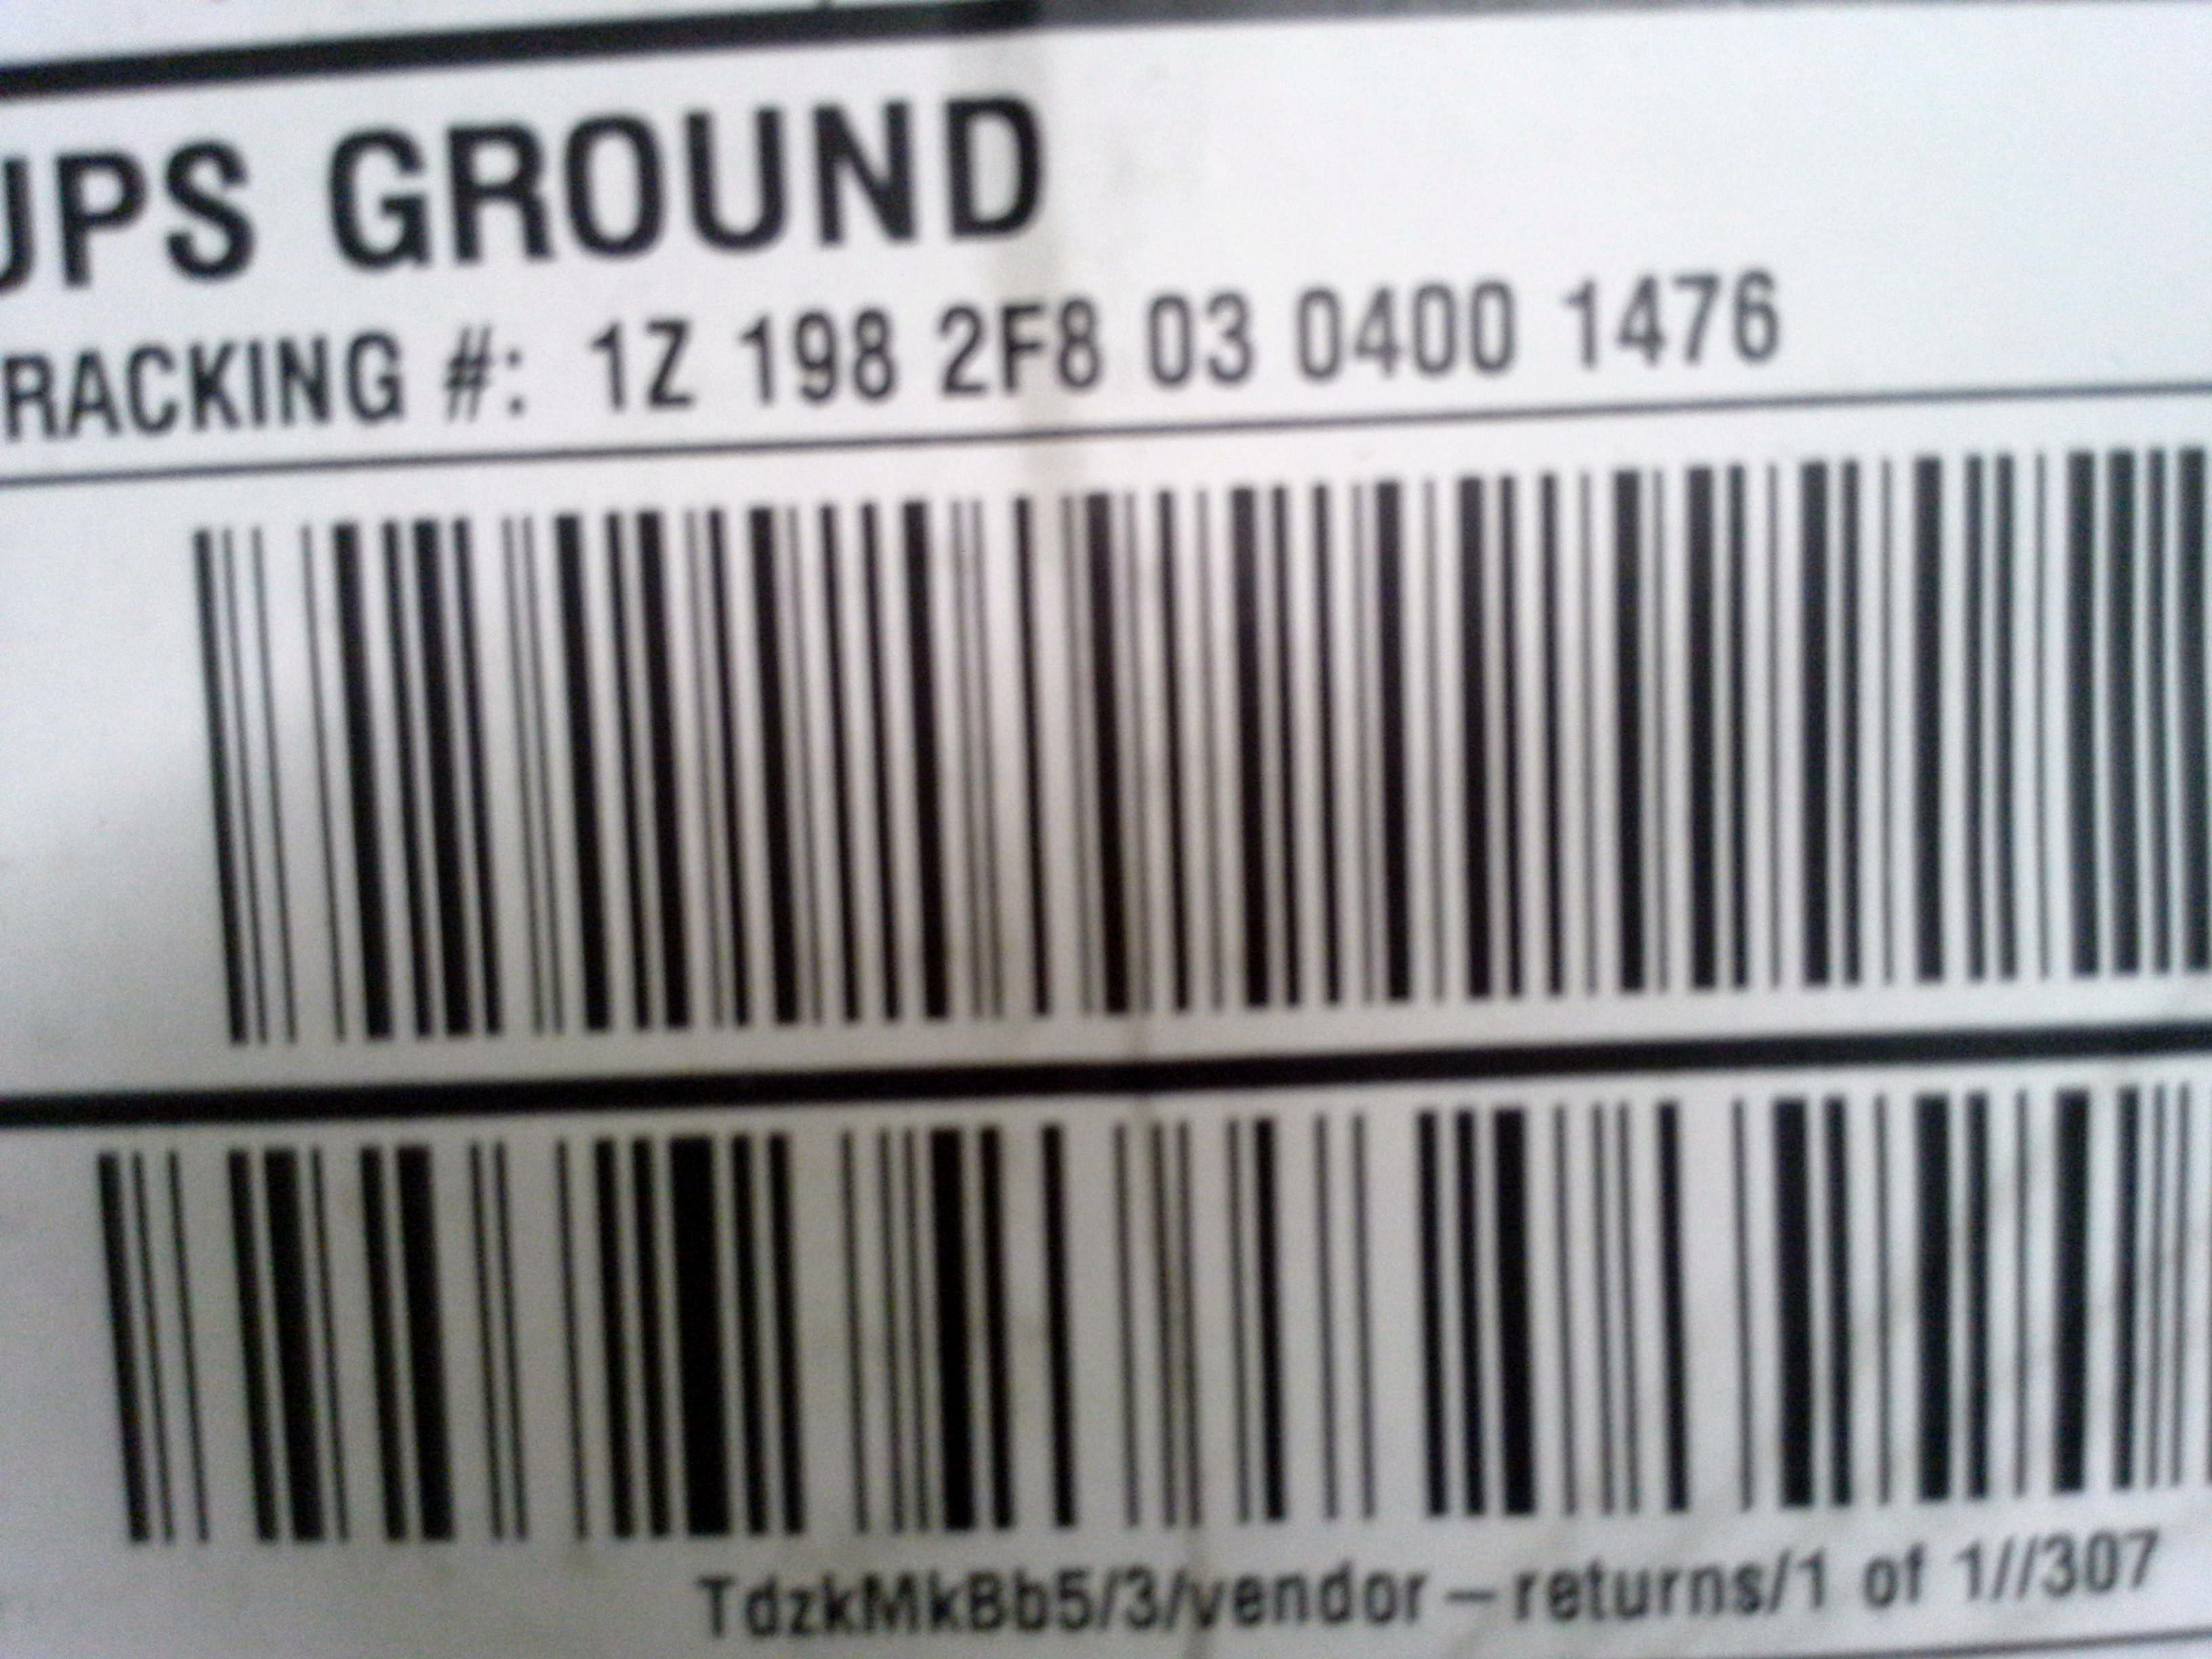 UPS GROUND
RACKING #: 1Z 198 2F8 03 0400 1476
TdzkMkBb5/3/vendor-returns/1 of 1//307